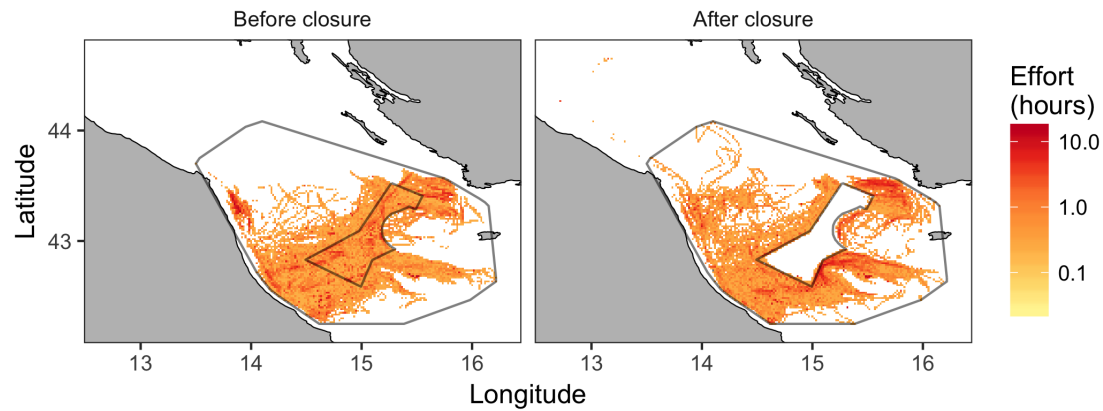 Before closure
After closure
Effort
(hours)
10.0
1.0
0.1
Latitude
44
43
13
14
15
16
13
14
15
16
Longitude